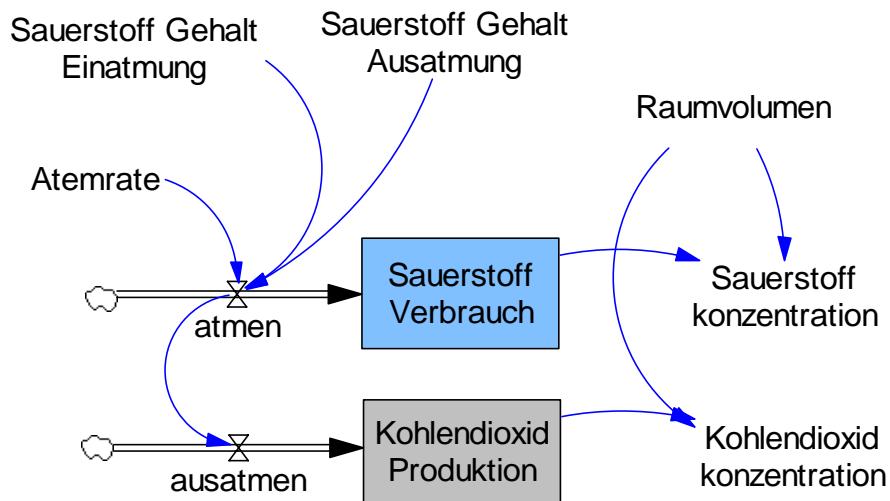 Sauerstoff Gehalt
Einatmung
Sauerstoff Gehalt
Ausatmung
Raumvolumen
Atemrate
Sauerstoff
Verbrauch
Sauerstoff
konzentration
atmen
Kohlendioxid
Produktion
Kohlendioxid
konzentration
ausatmen